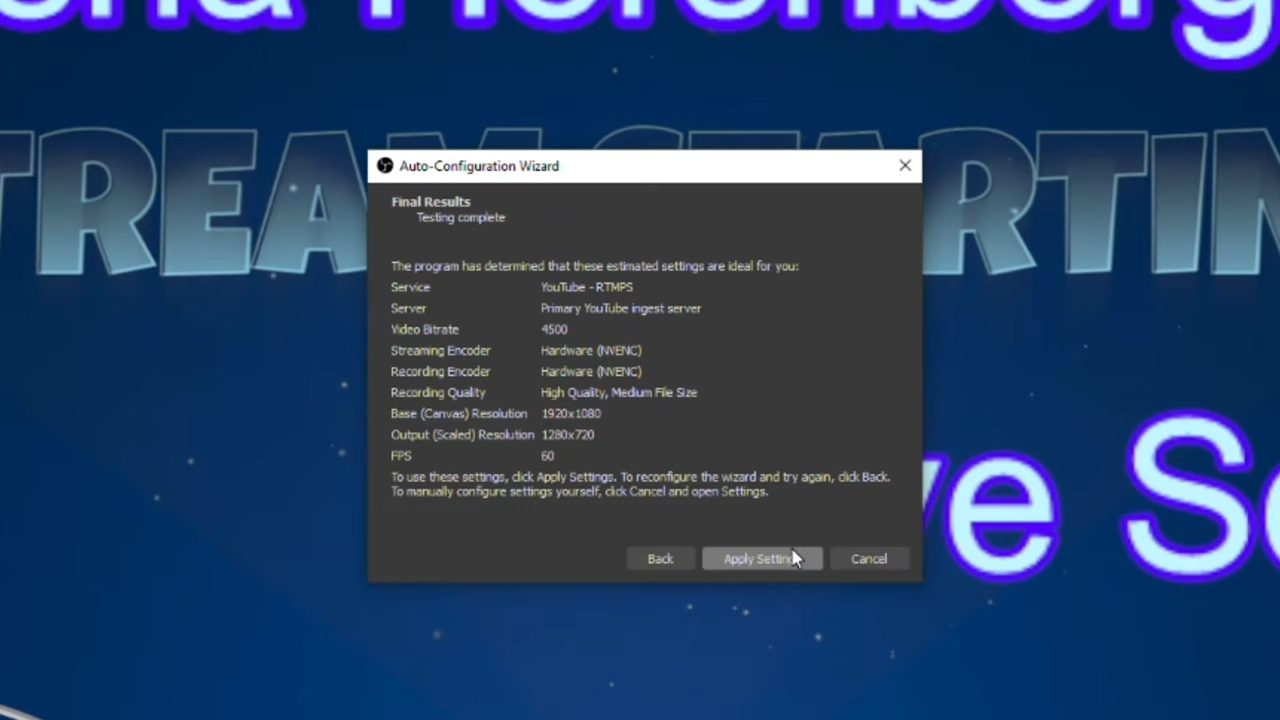 STREAM STARTIN
Auto-Configuration Wizard
Final Results
Testing complete
The program has determined that these estimated settings are ideal for you:
Service YouTube - RTMPS
Server Primary YouTube ingest server
Video Bitrate 4500
Streaming Encoder Hardware (NVENC)
Recording Encoder Hardware (NVENC)
Recording Quality High Quality, Medium File Size
Base (Canvas) Resolution 1920x1080
Output (Scaled) Resolution 1280x720
FPS 60
To use these settings, click Apply Settings. To reconfigure the wizard and try again, click Back.
To manually configure settings yourself, click Cancel and open Settings.
Back Apply Settings Cancel